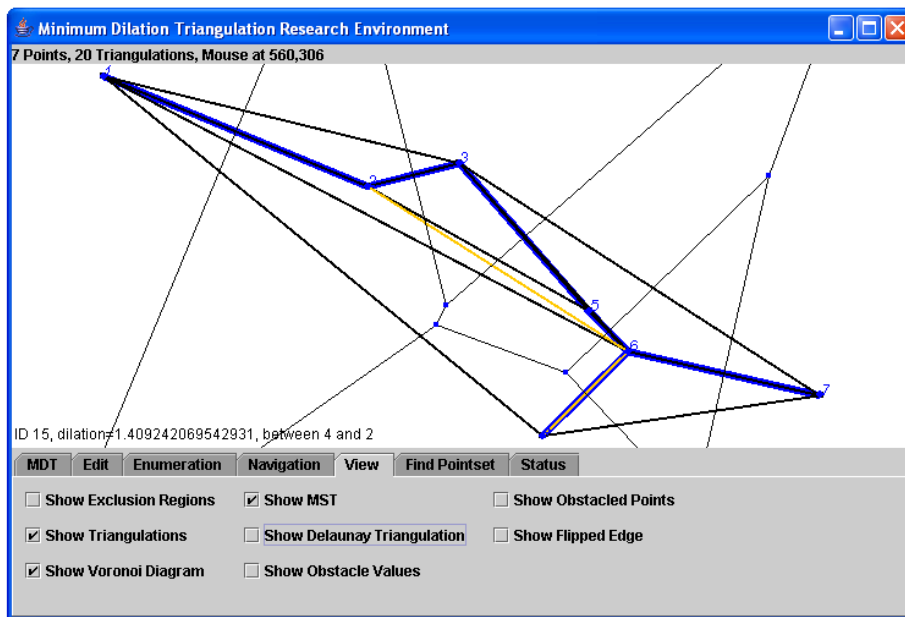 Minimum Dilation Triangulation Research Environment
7 Points, 20 Triangulations, Mouse at 560,306
1
3
2
5
6
7
4
ID 15, dilation=1.409242069542931, between 4 and 2
MDT Edit Enumeration Navigation View Find Pointset Status
Show Exclusion Regions Show MST Show Obstacled Points
Show Triangulations Show Delaunay Triangulation Show Flipped Edge
Show Voronoi Diagram Show Obstacle Values